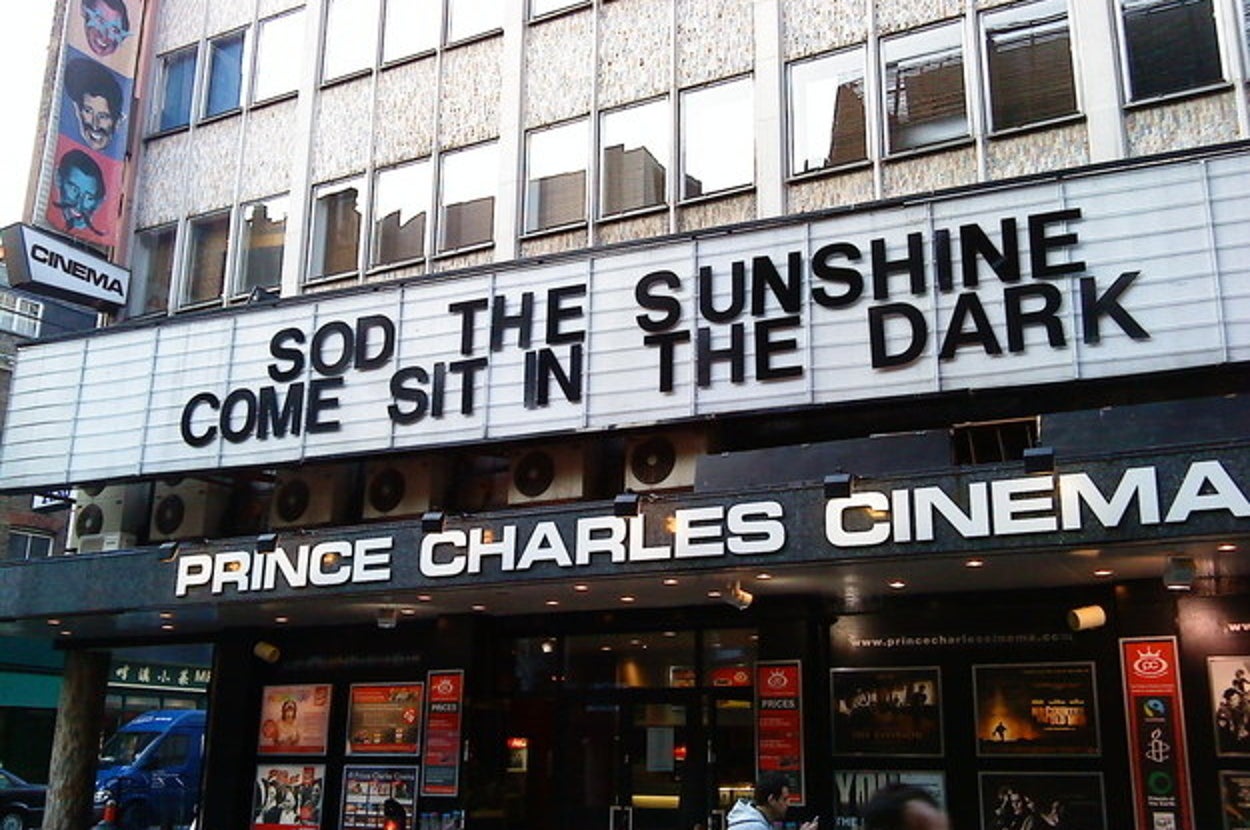 CINEMA
SOD THE SUNSHINE
COME SIT IN THE DARK
PRINCE CHARLES CINEMA
www.princecharlescinema.com
PRICES
PRICES